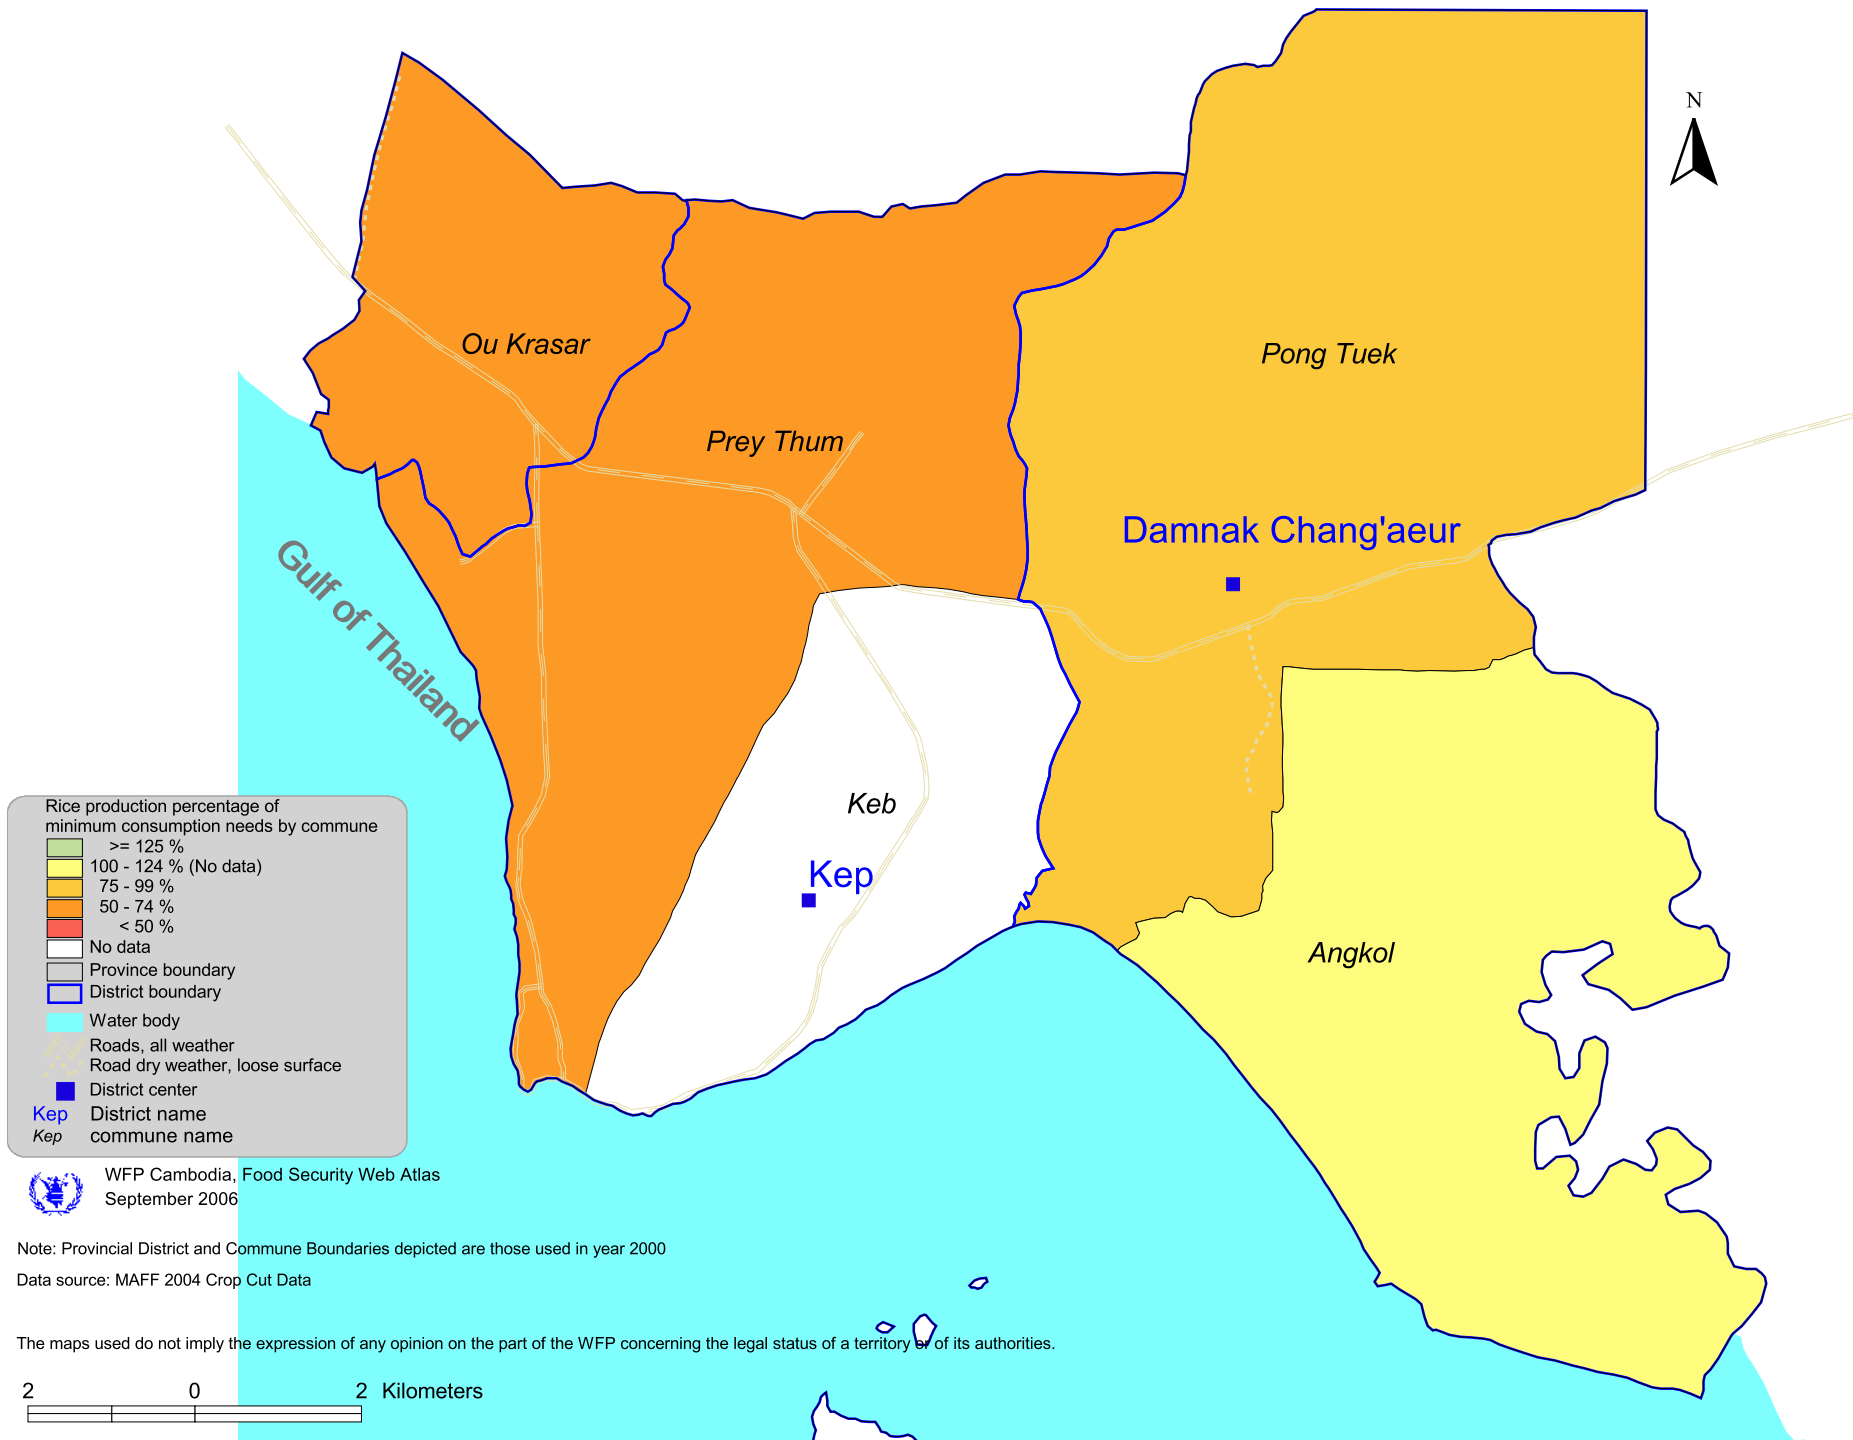 N
Ou Krasar
Pong Tuek
Prey Thum
Damnak Chang'aeur
Gulf of Thailand
Keb
Kep
Angkol
Rice production percentage of
minimum consumption needs by commune
>= 125 %
100 - 124 % (No data)
75 - 99 %
50 - 74 %
< 50 %
No data
Province boundary
District boundary
Water body
Roads, all weather
Road dry weather, loose surface
District center
Kep District name
Kep commune name
WFP Cambodia, Food Security Web Atlas
September 2006
Note: Provincial District and Commune Boundaries depicted are those used in year 2000
Data source: MAFF 2004 Crop Cut Data
The maps used do not imply the expression of any opinion on the part of the WFP concerning the legal status of a territory or of its authorities.
2 0 2 Kilometers